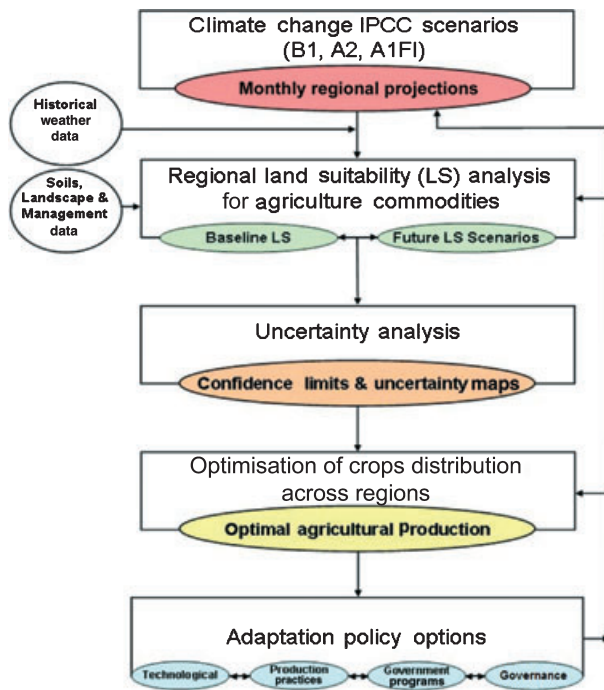 Climate change IPCC scenarios
(B1, A2, A1FI)
Monthly regional projections
Historical
weather
data
Soils,
Landscape &
Management
data
Regional land suitability (LS) analysis
for agriculture commodities
Baseline LS
Future LS Scenarios
Uncertainty analysis
Confidence limits & uncertainty maps
Optimisation of crops distribution
across regions
Optimal agricultural Production
Adaptation policy options
Technological
Production
practices
Government
programs
Governance